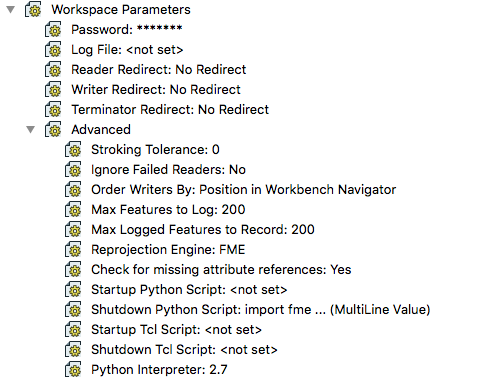 Workspace Parameters
Password: *******
Log File: <not set>
Reader Redirect: No Redirect
Writer Redirect: No Redirect
Terminator Redirect: No Redirect
Advanced
Stroking Tolerance: 0
Ignore Failed Readers: No
Order Writers By: Position in Workbench Navigator
Max Features to Log: 200
Max Logged Features to Record: 200
Reprojection Engine: FME
Check for missing attribute references: Yes
Startup Python Script: <not set>
Shutdown Python Script: import fme ... (MultiLine Value)
Startup Tcl Script: <not set>
Shutdown Tcl Script: <not set>
Python Interpreter: 2.7